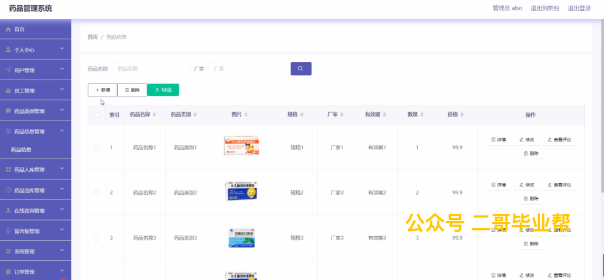 药品管理系统
管理员 abo 退出到前台 退出登录
首页
个人中心
用户管理
员工管理
药品类别管理
药品信息管理
药品信息
药品入库管理
药品出库管理
在线咨询管理
留言板管理
系统管理
订单管理
首页 / 药品信息
药品名称 药品名称 厂家 厂家
+ 新增 删除 导出
索引 药品名称 药品类别 图片 规格 厂家 有效期 数量 价格 操作
1 药品名称1 药品类别1 规格1 厂家1 有效期1 1 99.9 详情 修改 查看评论
删除
2 药品名称2 药品类别2 规格2 厂家2 有效期2 2 99.9 详情 修改 查看评论
删除
3 药品名称3 药品类别3 规格3 厂家3 有效期3 3 99.9 详情 修改 查看评论
删除
公众号 二哥毕业帮
详情 修改 查看评论